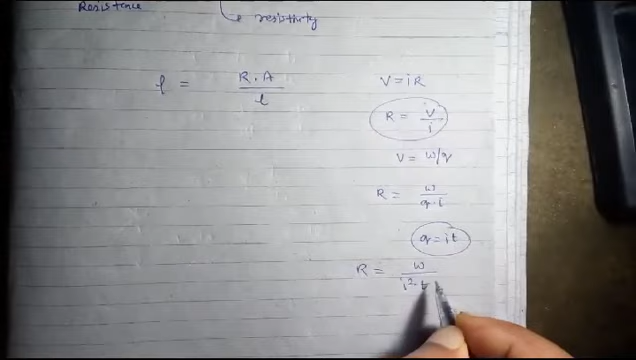 Resistance
resistivity
ρ = R.A / l
V = iR
R = V / i
V = W/q
R = W / q.i
q = it
R = W / i².t